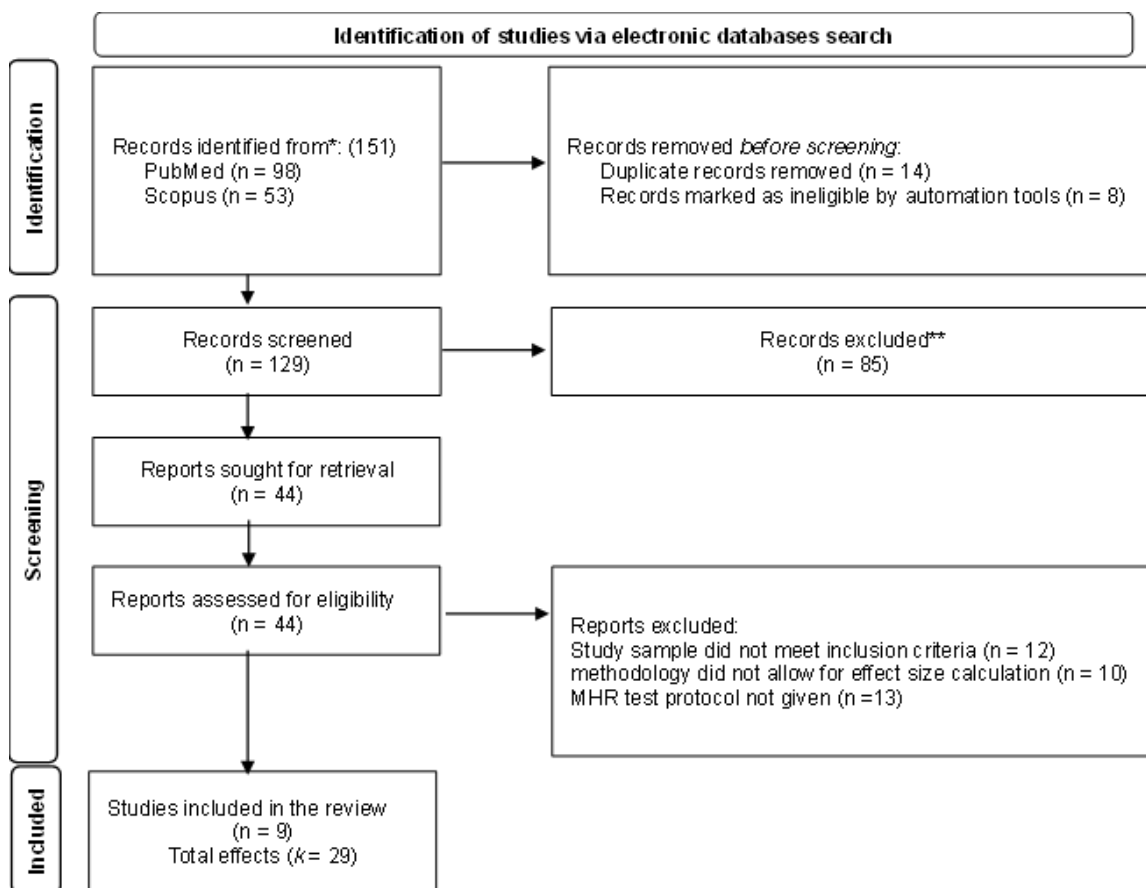 Identification of studies via electronic databases search
Identification
Records identified from*: (151)
PubMed (n = 98)
Scopus (n = 53)
Records removed before screening:
Duplicate records removed (n = 14)
Records marked as ineligible by automation tools (n = 8)
Screening
Records screened
(n = 129)
Records excluded**
(n = 85)
Reports sought for retrieval
(n = 44)
Reports assessed for eligibility
(n = 44)
Reports excluded:
Study sample did not meet inclusion criteria (n = 12)
methodology did not allow for effect size calculation (n = 10)
MHR test protocol not given (n =13)
Included
Studies included in the review
(n = 9)
Total effects (k = 29)